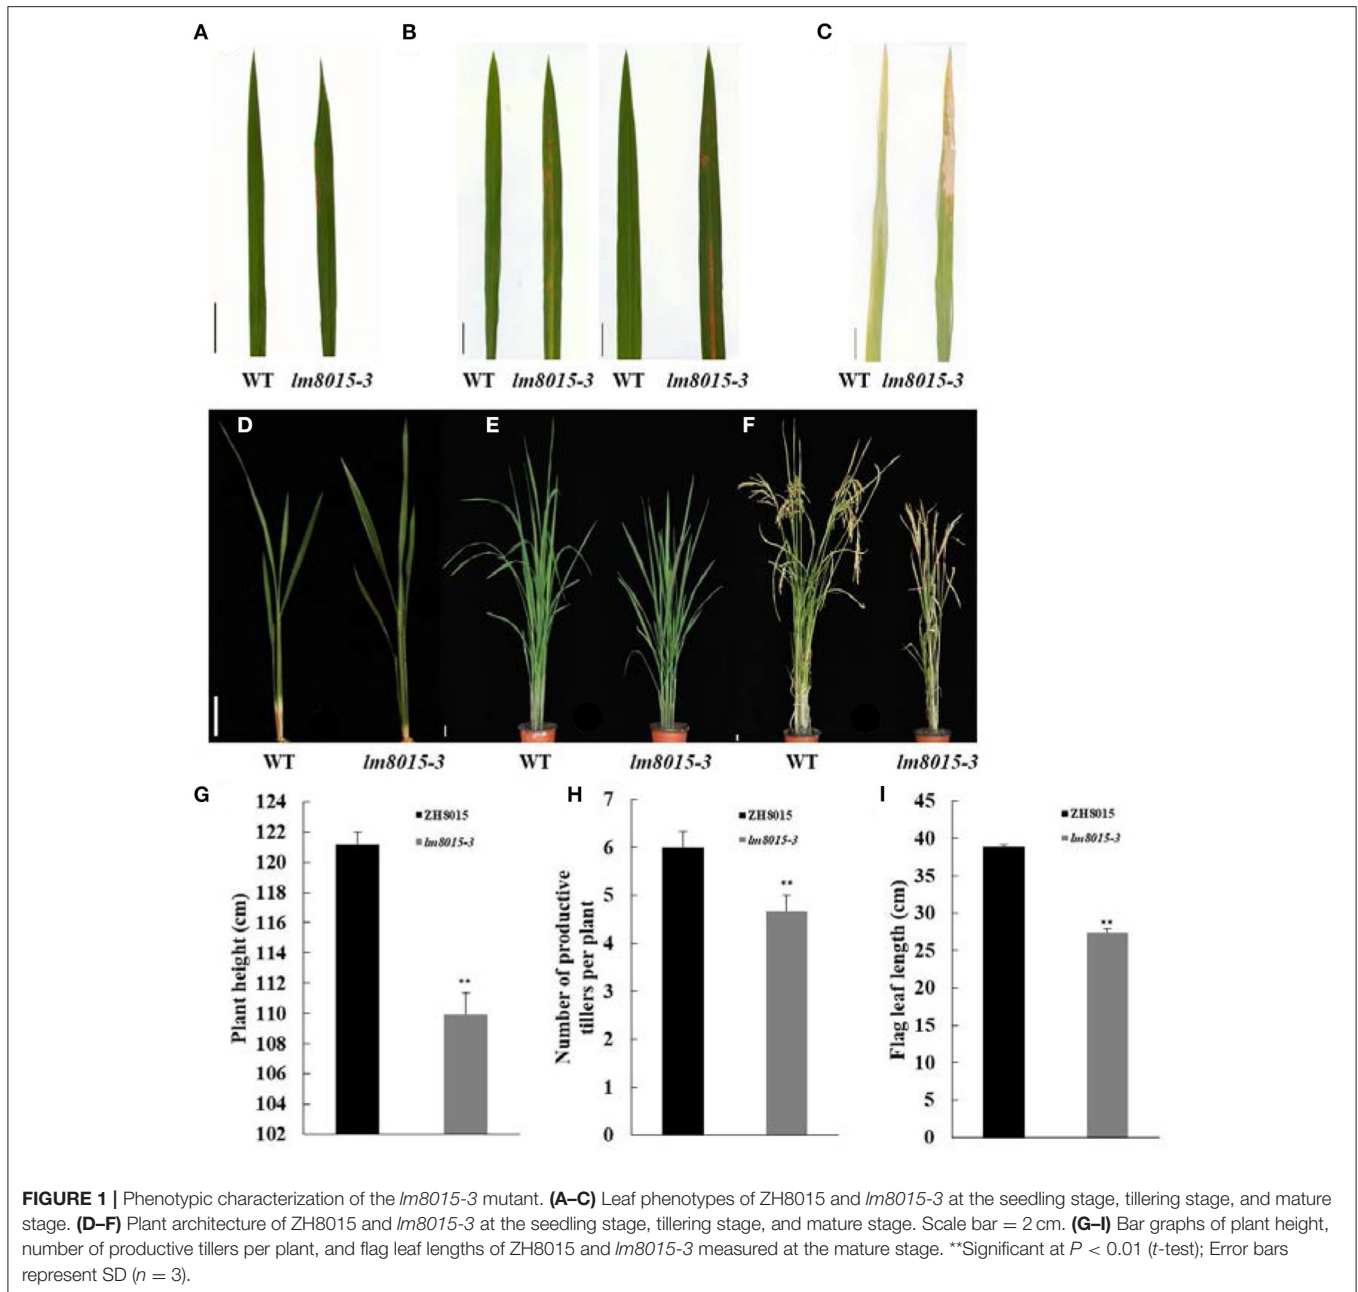 A
B
C
WT lm8015-3
WT lm8015-3 WT lm8015-3
WT lm8015-3
D
E
F
WT lm8015-3 WT lm8015-3 WT lm8015-3
G
124
122
120
118
116
114
112
110
108
106
104
102
Plant height (cm)
ZH8015
lm8015-3
**
H
7
6
5
4
3
2
1
0
Number of productive
tillers per plant
ZH8015
lm8015-3
**
I
45
40
35
30
25
20
15
10
5
0
Flag leaf length (cm)
ZH8015
lm8015-3
**
FIGURE 1 | Phenotypic characterization of the lm8015-3 mutant. (A–C) Leaf phenotypes of ZH8015 and lm8015-3 at the seedling stage, tillering stage, and mature
stage. (D–F) Plant architecture of ZH8015 and lm8015-3 at the seedling stage, tillering stage, and mature stage. Scale bar = 2 cm. (G–I) Bar graphs of plant height,
number of productive tillers per plant, and flag leaf lengths of ZH8015 and lm8015-3 measured at the mature stage. **Significant at P < 0.01 (t-test); Error bars
represent SD (n = 3).